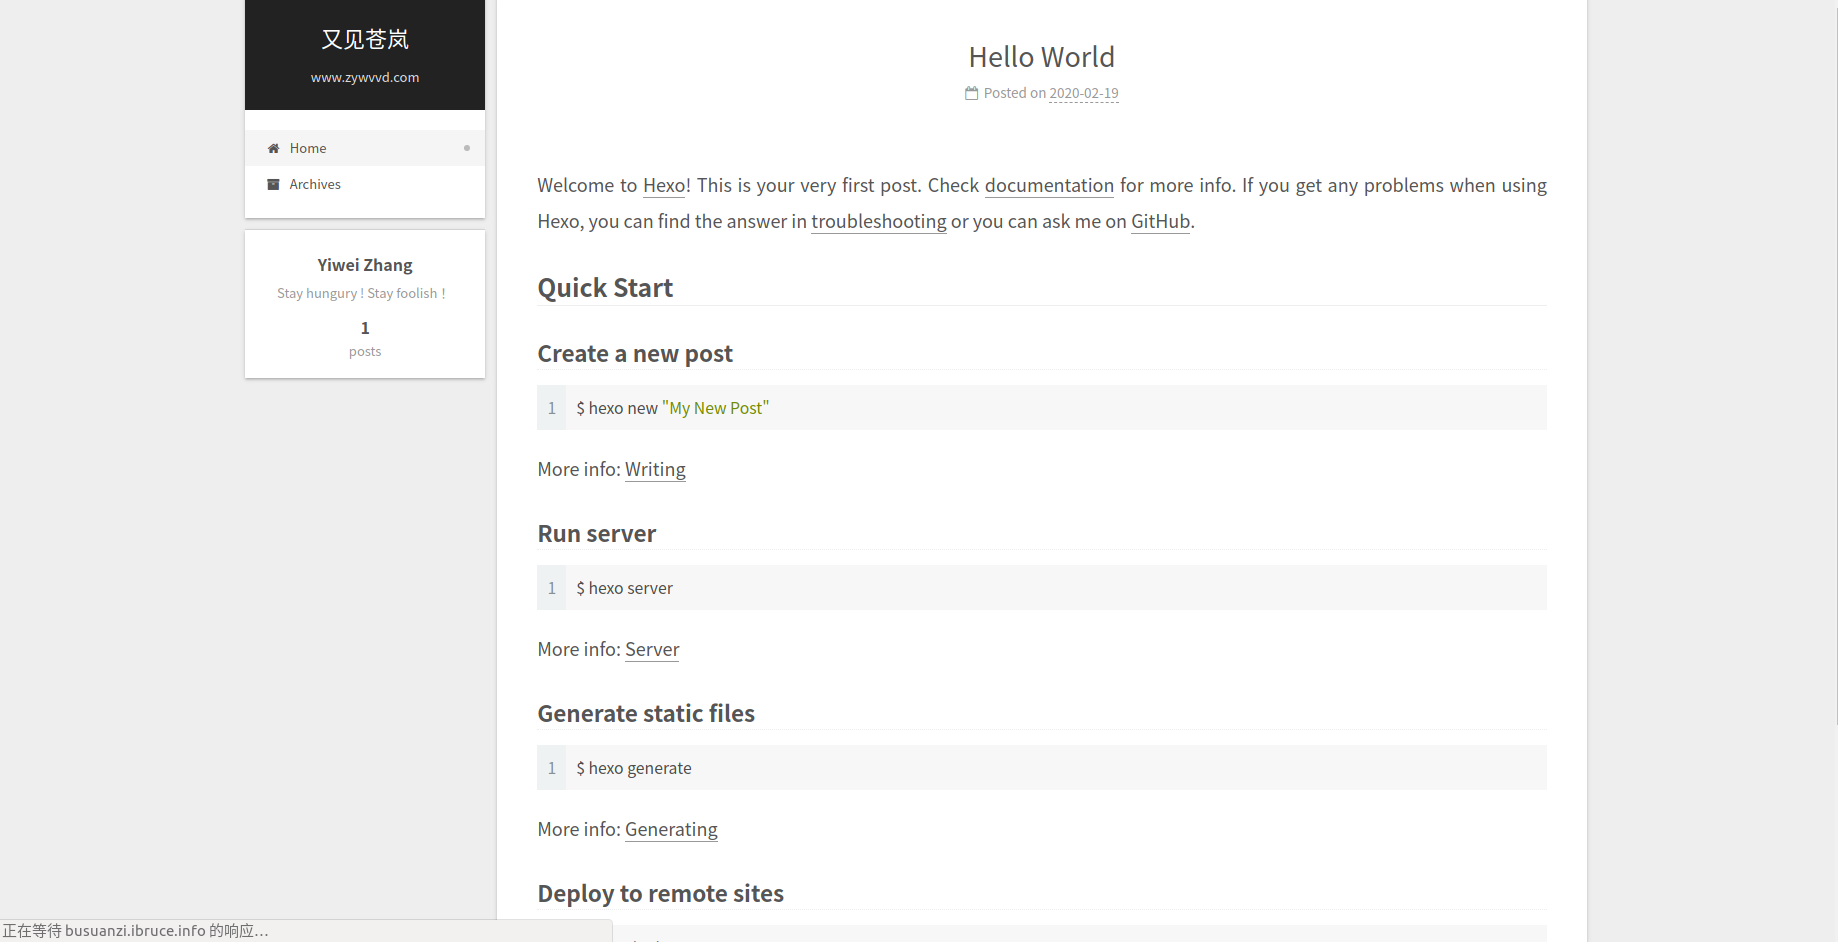 又见苍岚
www.zywvvd.com
Home
Archives
Yiwei Zhang
Stay hungury ! Stay foolish !
1
posts
Hello World
Posted on 2020-02-19
Welcome to Hexo! This is your very first post. Check documentation for more info. If you get any problems when using
Hexo, you can find the answer in troubleshooting or you can ask me on GitHub.
Quick Start
Create a new post
1 $ hexo new "My New Post"
More info: Writing
Run server
1 $ hexo server
More info: Server
Generate static files
1 $ hexo generate
More info: Generating
Deploy to remote sites
正在等待 busuanzi.ibruce.info 的响应…